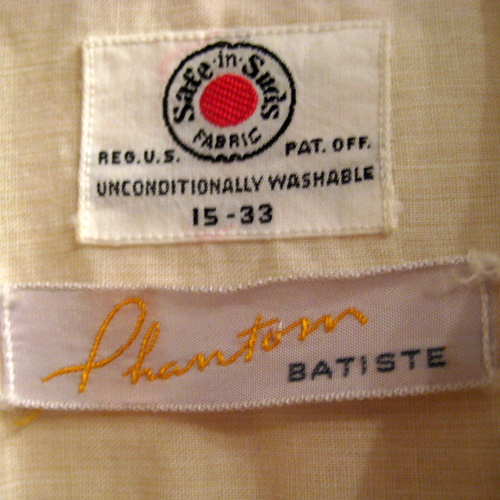 Safe·in·Suds
FABRIC
REG. U.S. PAT. OFF.
UNCONDITIONALLY WASHABLE
15-33
Phantom
BATISTE